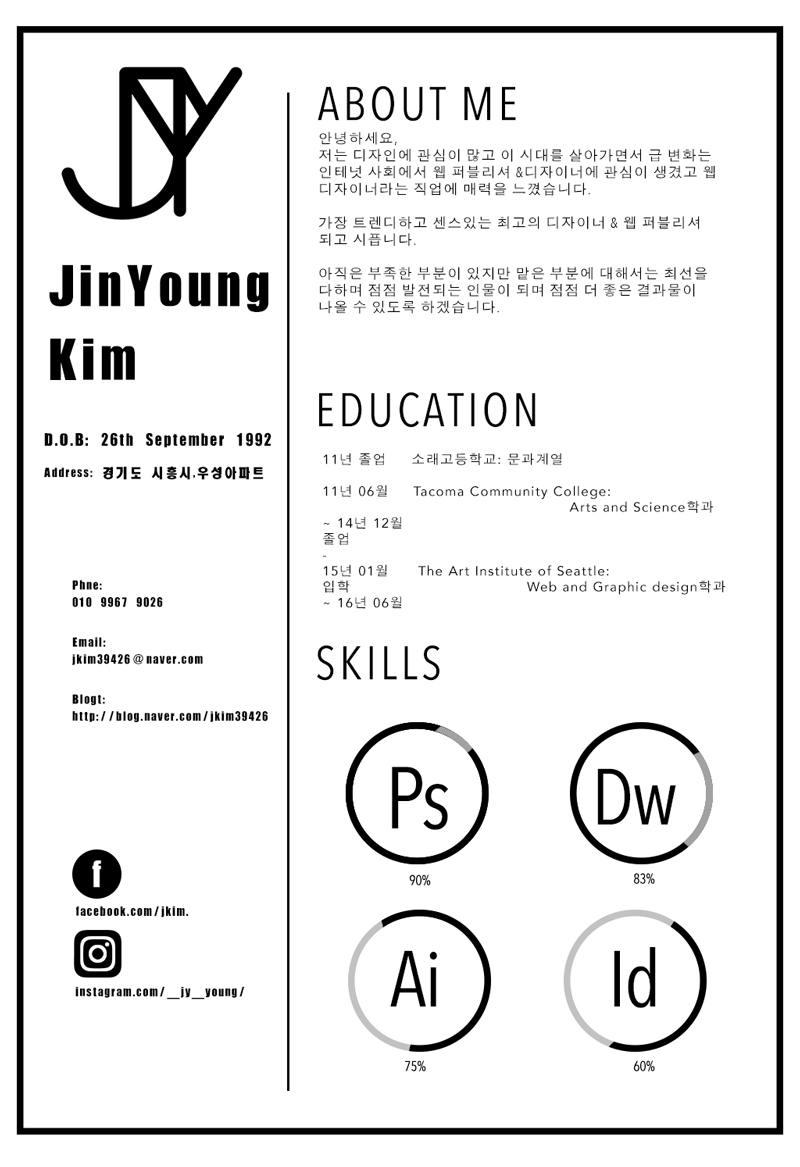 JY
JinYoung
Kim
D.O.B: 26th September 1992
Address: 경기도 시흥시.우성아파트
Phne:
010 9967 9026
Email:
jkim39426@naver.com
Blogt:
http://blog.naver.com/jkim39426
f
facebook.com/jkim.
instagram.com/__jy__young/
ABOUT ME
안녕하세요,
저는 디자인에 관심이 많고 이 시대를 살아가면서 급 변화는
인테넛 사회에서 웹 퍼블리셔 &디자이너에 관심이 생겼고 웹
디자이너라는 직업에 매력을 느꼈습니다.
가장 트렌디하고 센스있는 최고의 디자이너 & 웹 퍼블리셔
되고 시픕니다.
아직은 부족한 부분이 있지만 맡은 부분에 대해서는 최선을
다하며 점점 발전되는 인물이 되며 점점 더 좋은 결과물이
나올 수 있도록 하겠습니다.
EDUCATION
11년 졸업 소래고등학교: 문과계열
11년 06월 Tacoma Community College:
Arts and Science학과
~ 14년 12월
졸업
-
15년 01월 The Art Institute of Seattle:
입학 Web and Graphic design학과
~ 16년 06월
SKILLS
Ps
90%
Dw
83%
Ai
75%
Id
60%